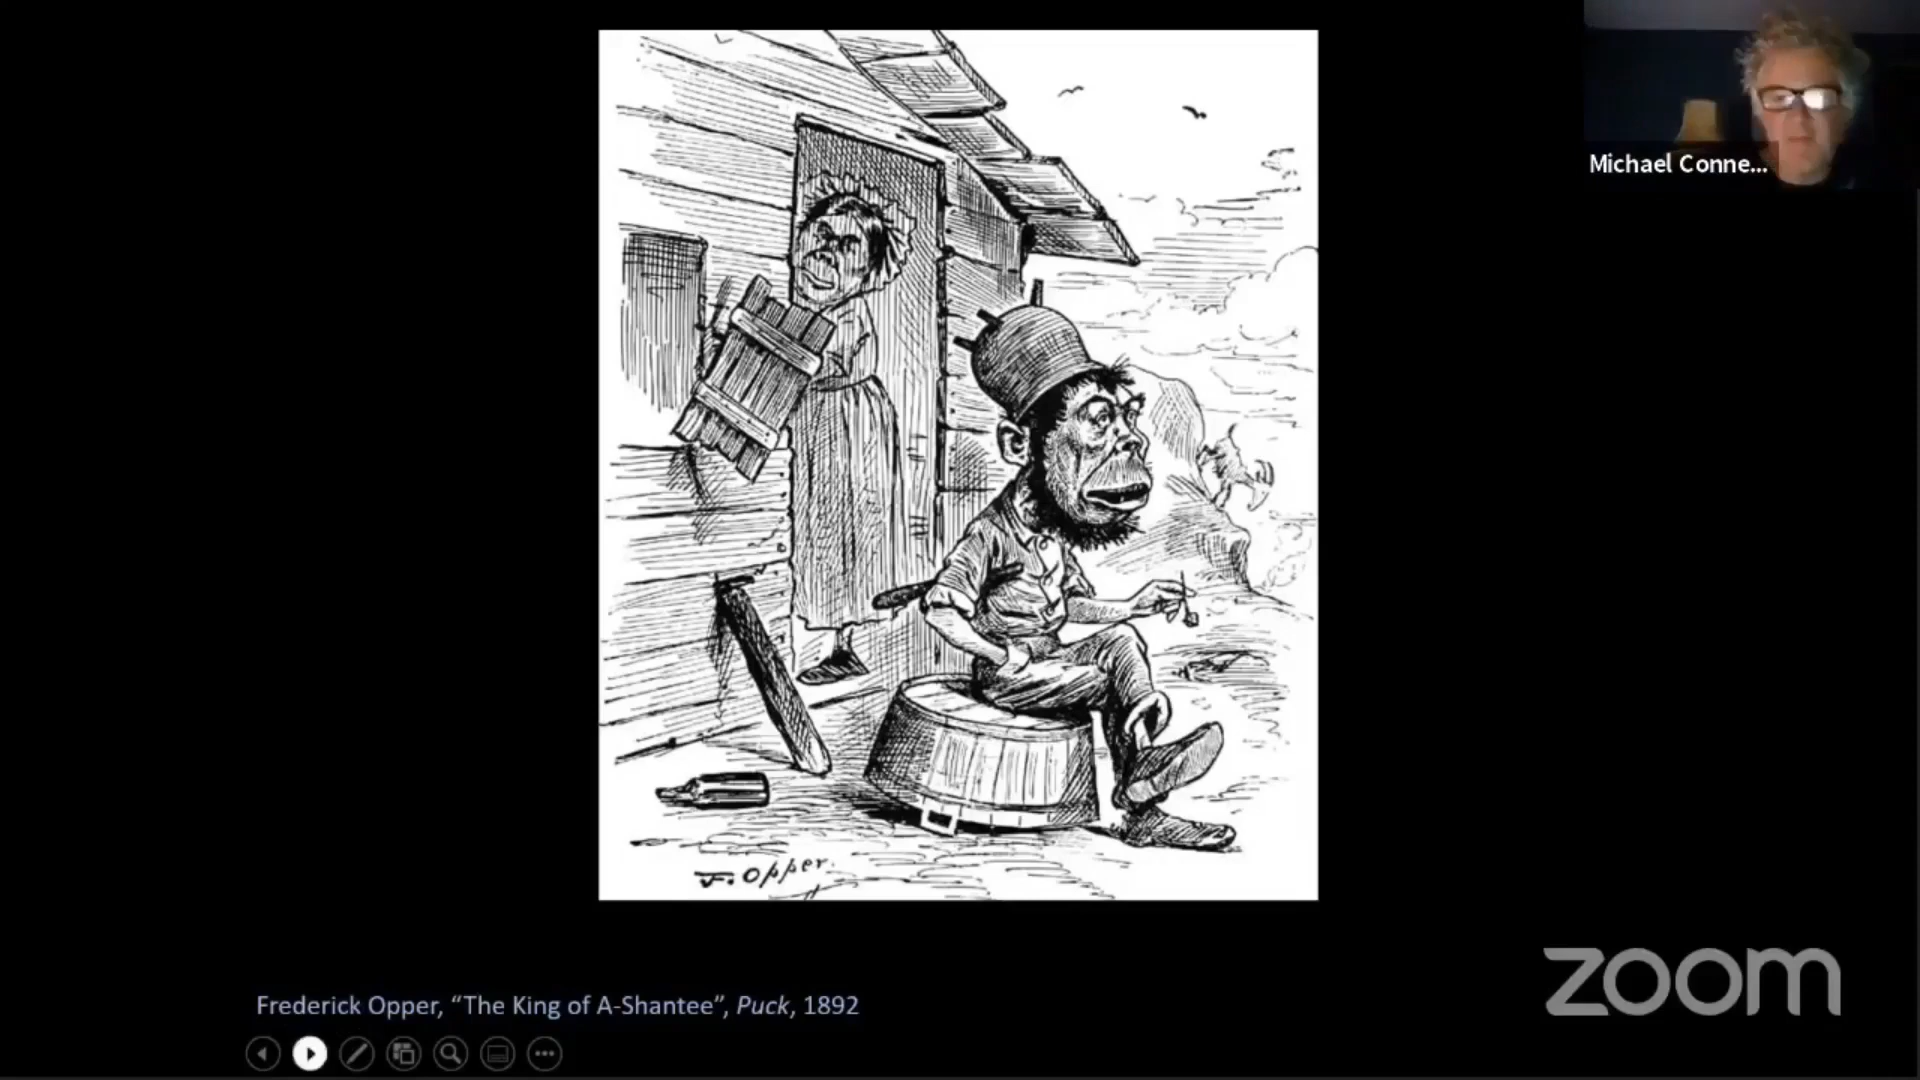 Michael Conne...
F. Opper.
zoom
Frederick Opper, “The King of A-Shantee”, Puck, 1892